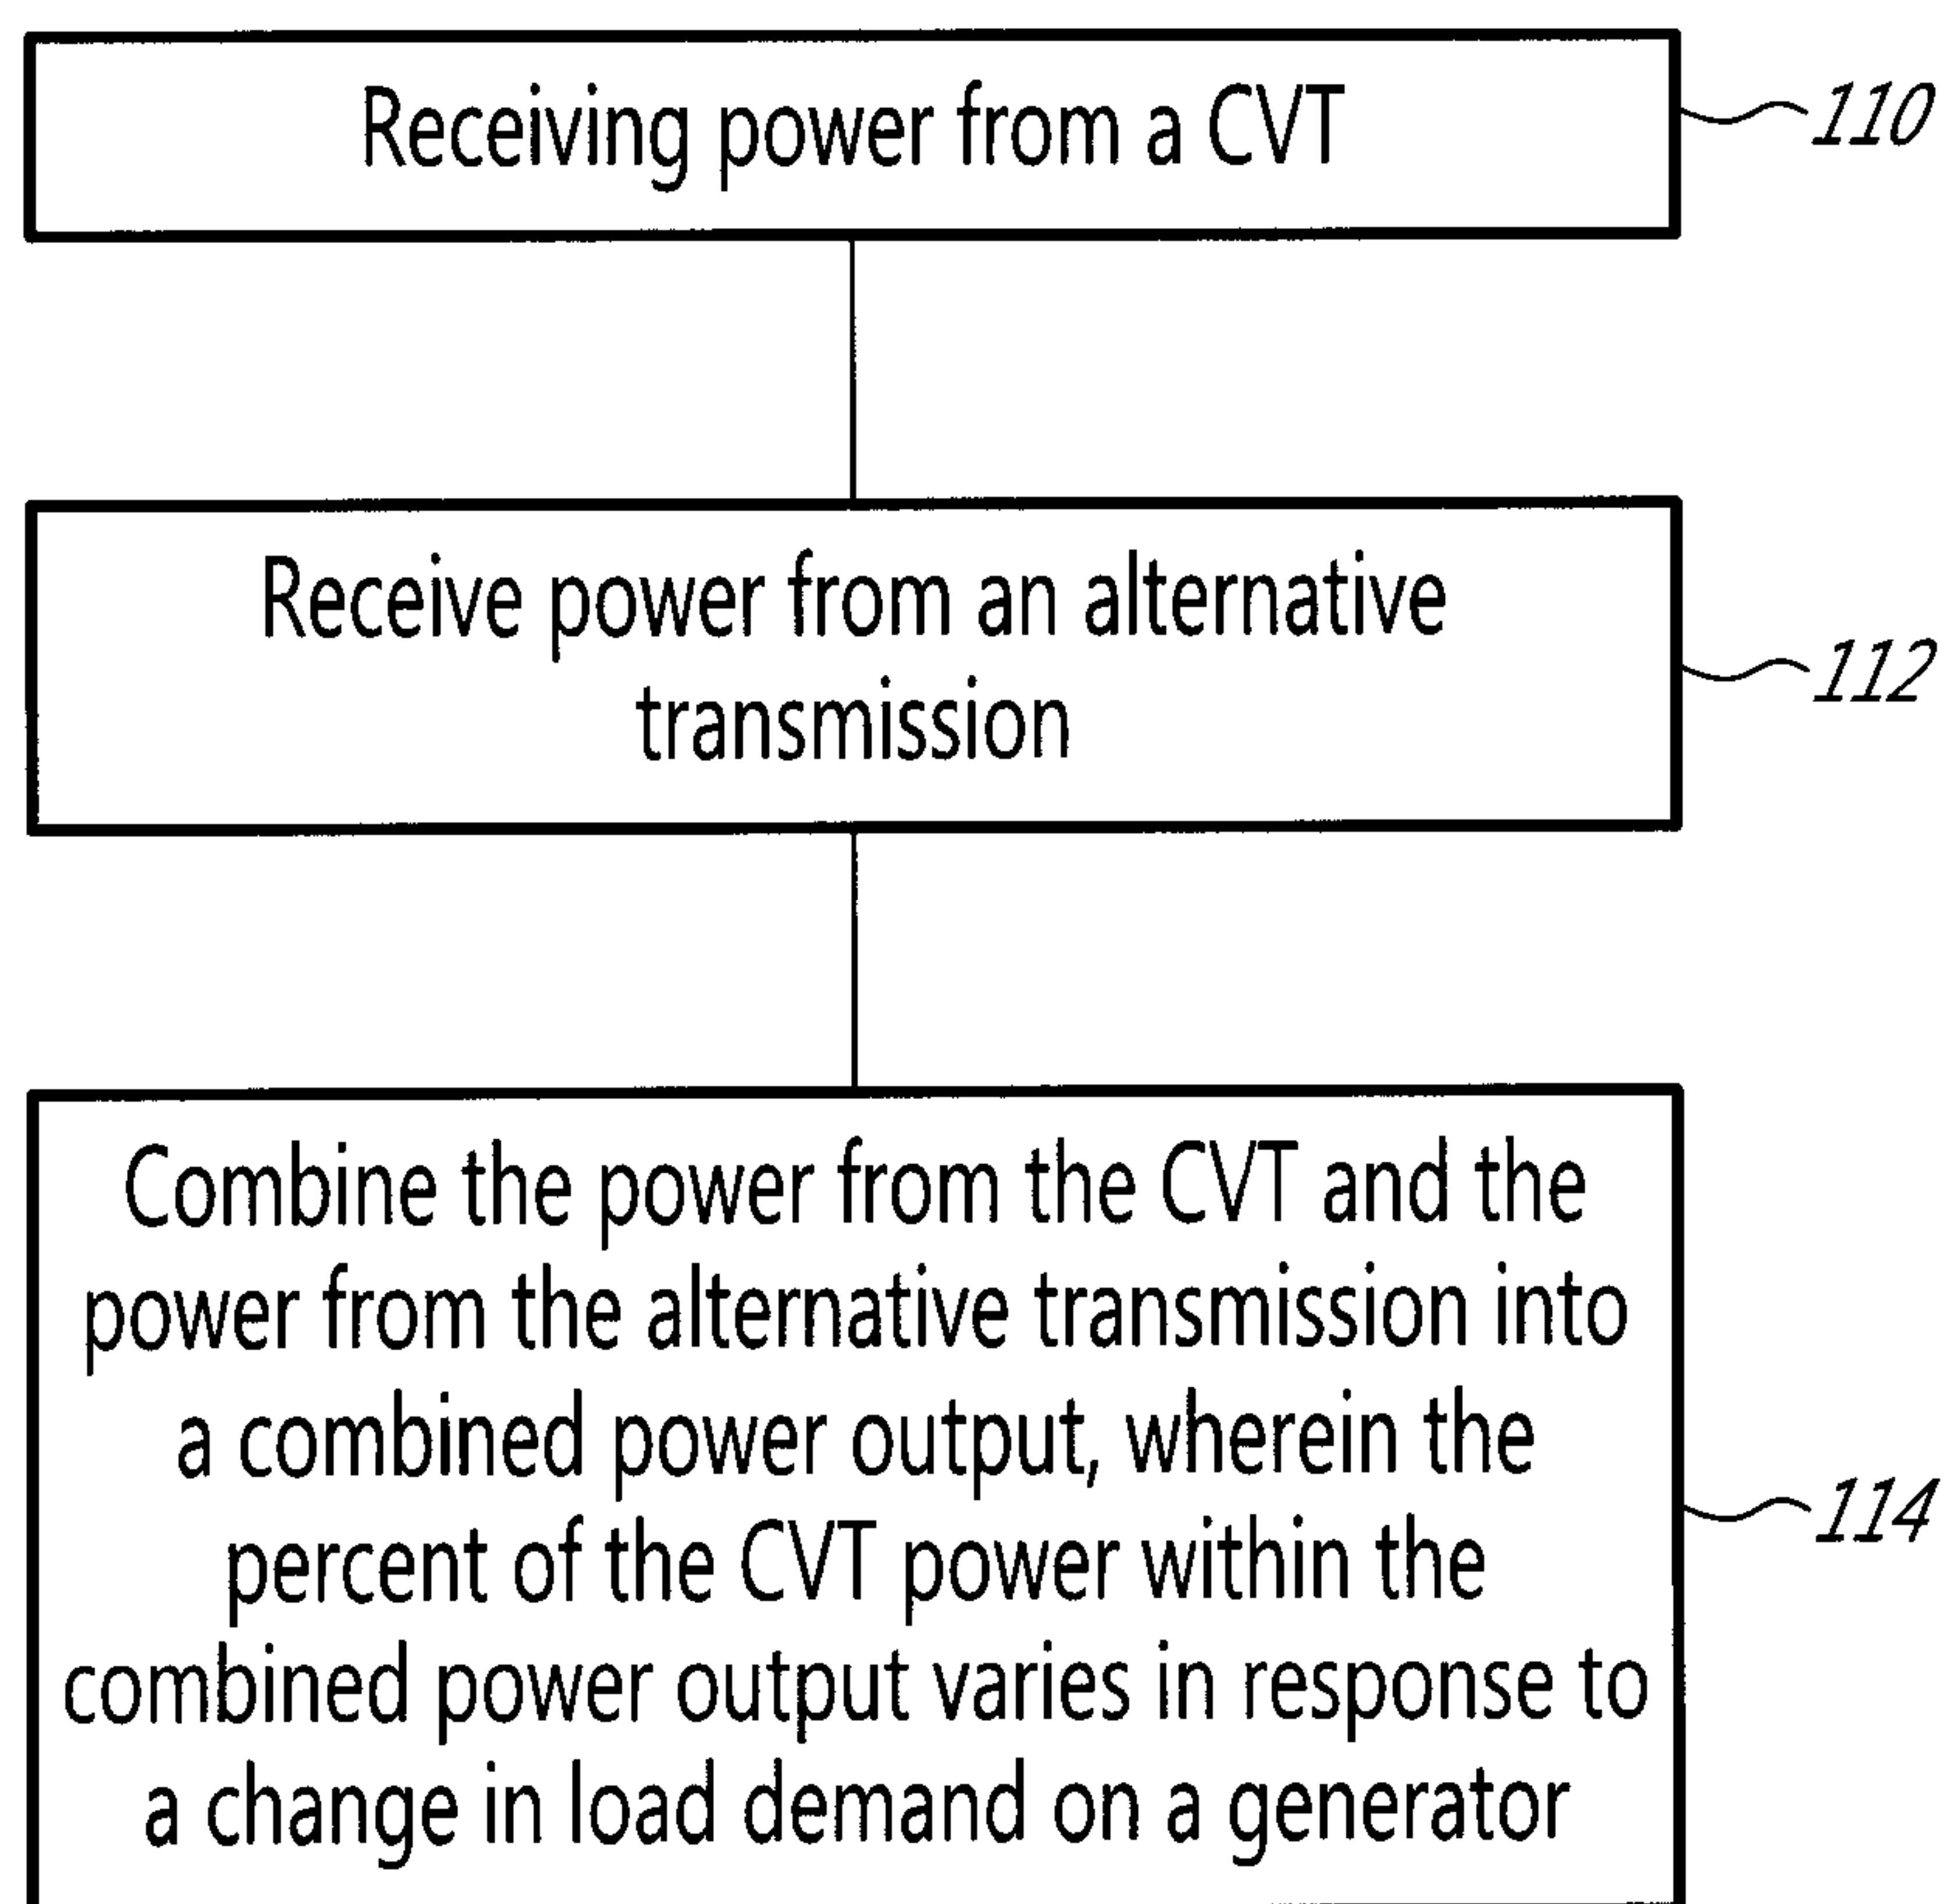 Receiving power from a CVT
110
Receive power from an alternative
transmission
112
Combine the power from the CVT and the
power from the alternative transmission into
a combined power output, wherein the
percent of the CVT power within the
combined power output varies in response to
a change in load demand on a generator
114